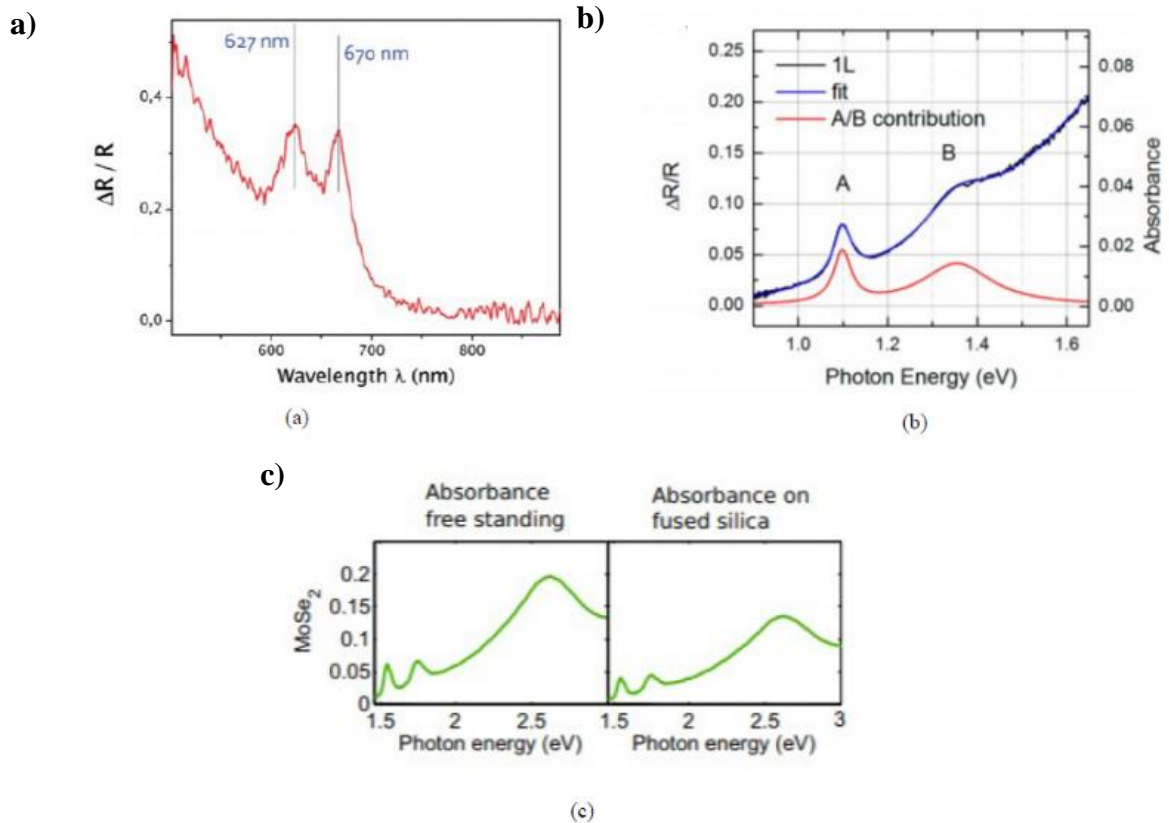 a)
627 nm
670 nm
0,4
0,2
0,0
ΔR / R
600
700
800
Wavelength λ (nm)
(a)
b)
0.25
0.20
0.15
0.10
0.05
0.00
ΔR/R
1L
fit
A/B contribution
A
B
0.08
0.06
0.04
0.02
0.00
Absorbance
1.0
1.2
1.4
1.6
Photon Energy (eV)
(b)
c)
Absorbance
free standing
Absorbance on
fused silica
MoSe2
0.2
0.15
0.1
0.05
0
1.5
2
2.5
Photon energy (eV)
1.5
2
2.5
3
Photon energy (eV)
(c)